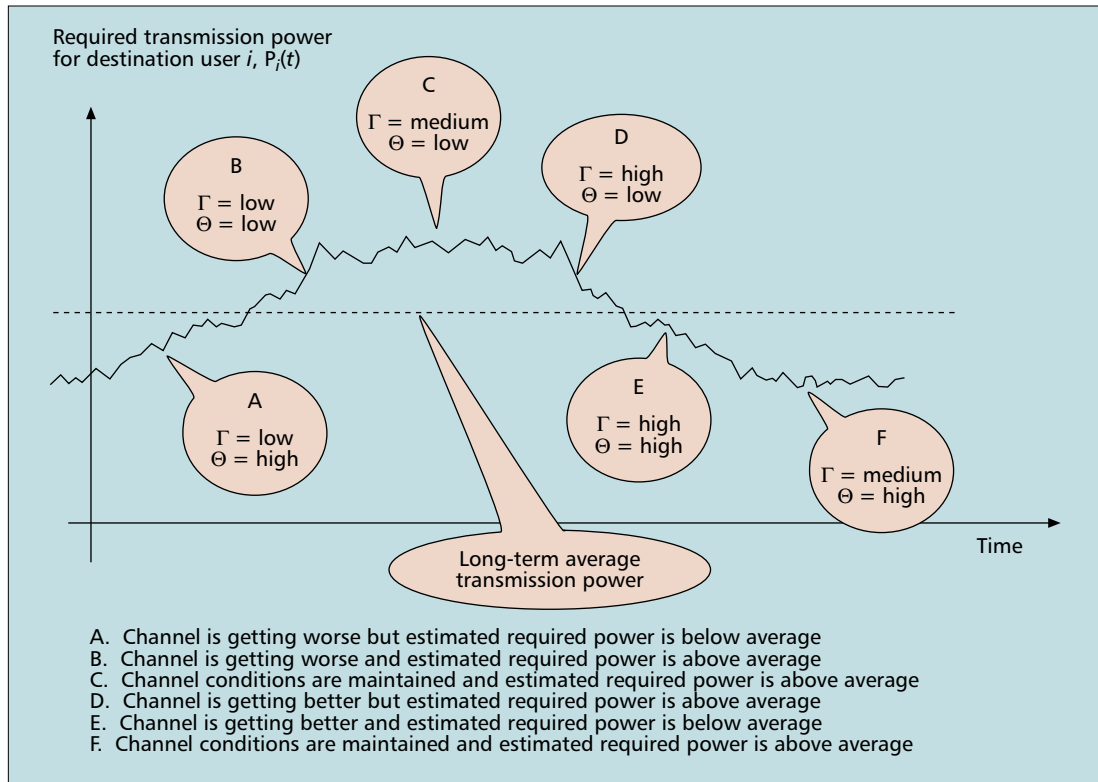 Required transmission power
for destination user i, Pi(t)
C
Γ = medium
Θ = low
D
Γ = high
Θ = low
B
Γ = low
Θ = low
A
Γ = low
Θ = high
E
Γ = high
Θ = high
F
Γ = medium
Θ = high
Time
Long-term average
transmission power
A. Channel is getting worse but estimated required power is below average
B. Channel is getting worse and estimated required power is above average
C. Channel conditions are maintained and estimated required power is above average
D. Channel is getting better but estimated required power is above average
E. Channel is getting better and estimated required power is below average
F. Channel conditions are maintained and estimated required power is above average